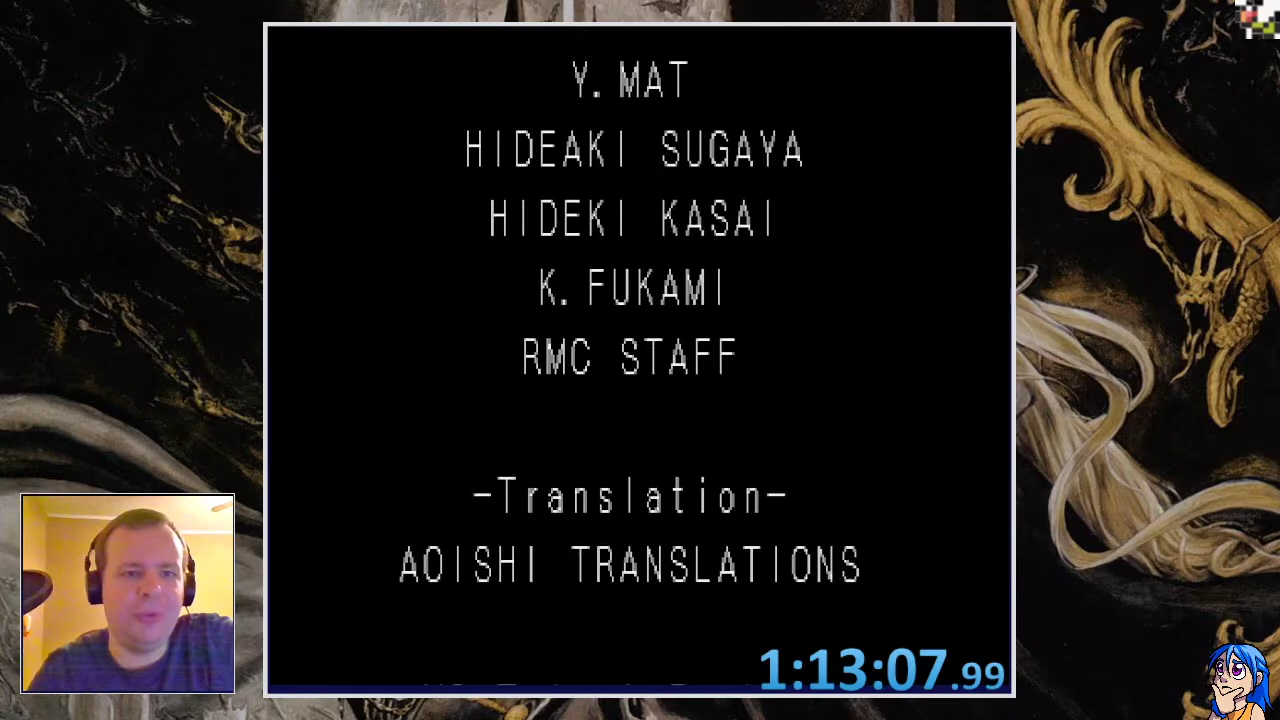 Y. MAT
HIDEAKI SUGAYA
HIDEKI KASAI
K. FUKAMI
RMC STAFF
-Translation-
AOISHI TRANSLATIONS
1:13:07.99